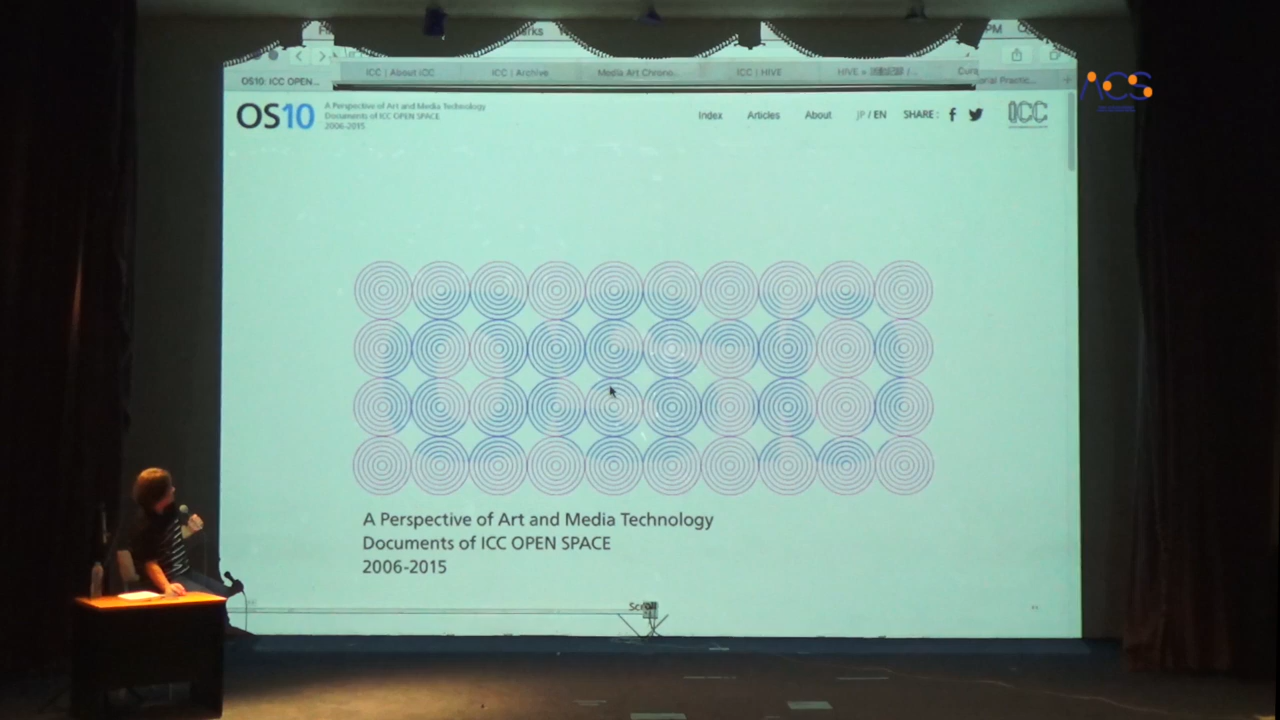 OS10: ICC OPEN...
ICC | About ICC
ICC | Archive
Media Art Chrono...
ICC | HIVE
OS10
A Perspective of Art and Media Technology
Documents of ICC OPEN SPACE
2006-2015
Index
Articles
About
JP / EN
SHARE :
ICC
ACS
A Perspective of Art and Media Technology
Documents of ICC OPEN SPACE
2006-2015